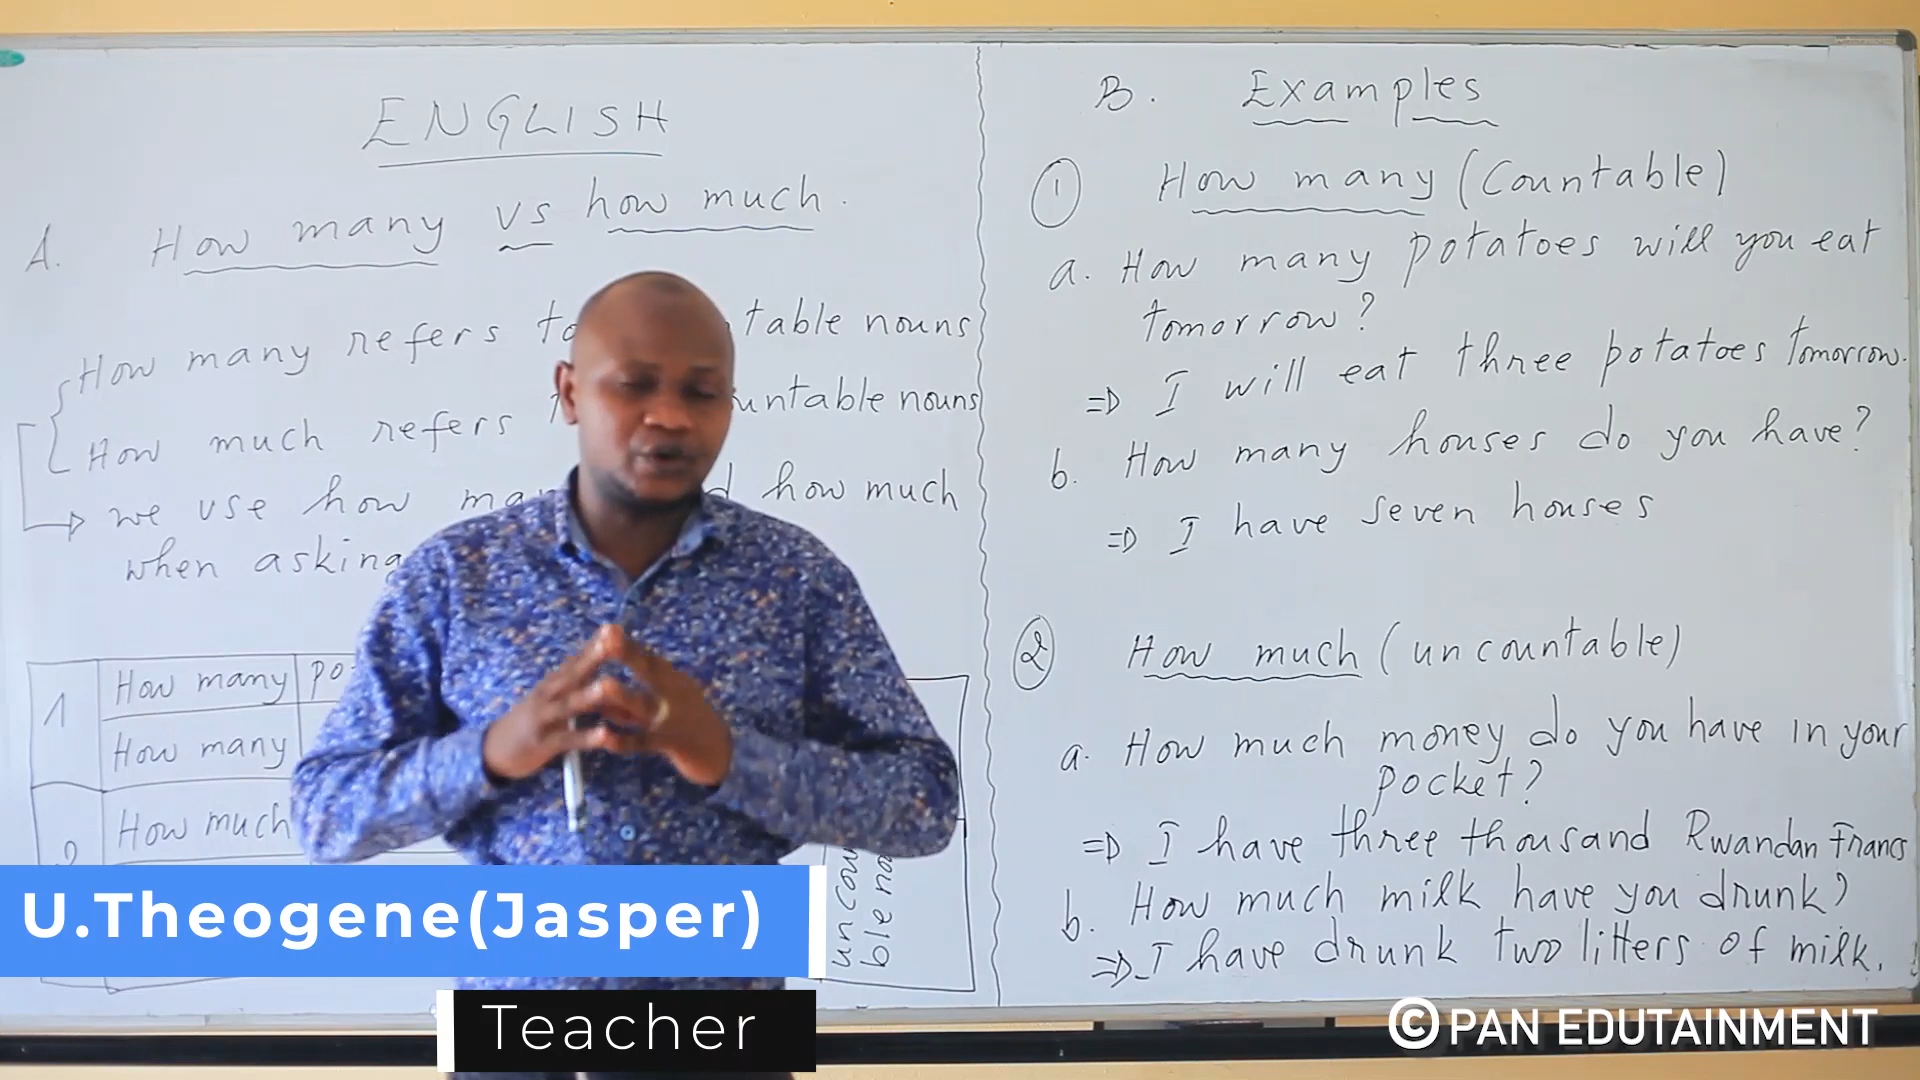 ENGLISH
A. How many vs how much.
How many refers table nouns
How much refers nouns
we use how how much
when asking
1 How many
How many
How much
B. Examples
1 How many (Countable)
a. How many potatoes will you eat
tomorrow?
=> I will eat three potatoes tomorrow.
b. How many houses do you have?
=> I have seven houses
2 How much (uncountable)
a. How much money do you have in your
pocket?
=> I have three thousand Rwandan Francs
b. How much milk have you drunk?
=> I have drunk two litters of milk.
U.Theogene(Jasper)
Teacher
© PAN EDUTAINMENT